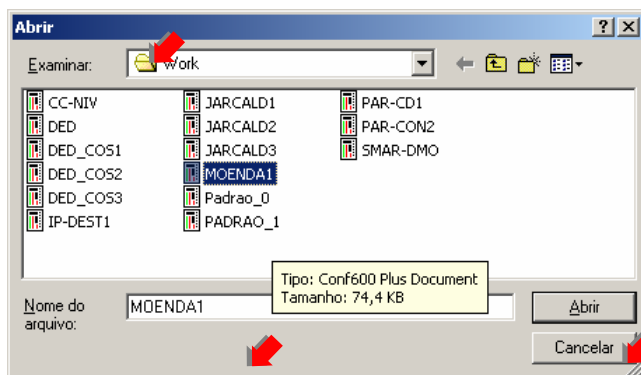 Abrir
Examinar: Work
CC-NIV JARCALD1 PAR-CD1
DED JARCALD2 PAR-CON2
DED_COS1 JARCALD3 SMAR-DMO
DED_COS2 MOENDA1
DED_COS3 Padrao_0
IP-DEST1 PADRAO_1
Tipo: Conf600 Plus Document
Tamanho: 74,4 KB
Nome do arquivo: MOENDA1 Abrir
Cancelar